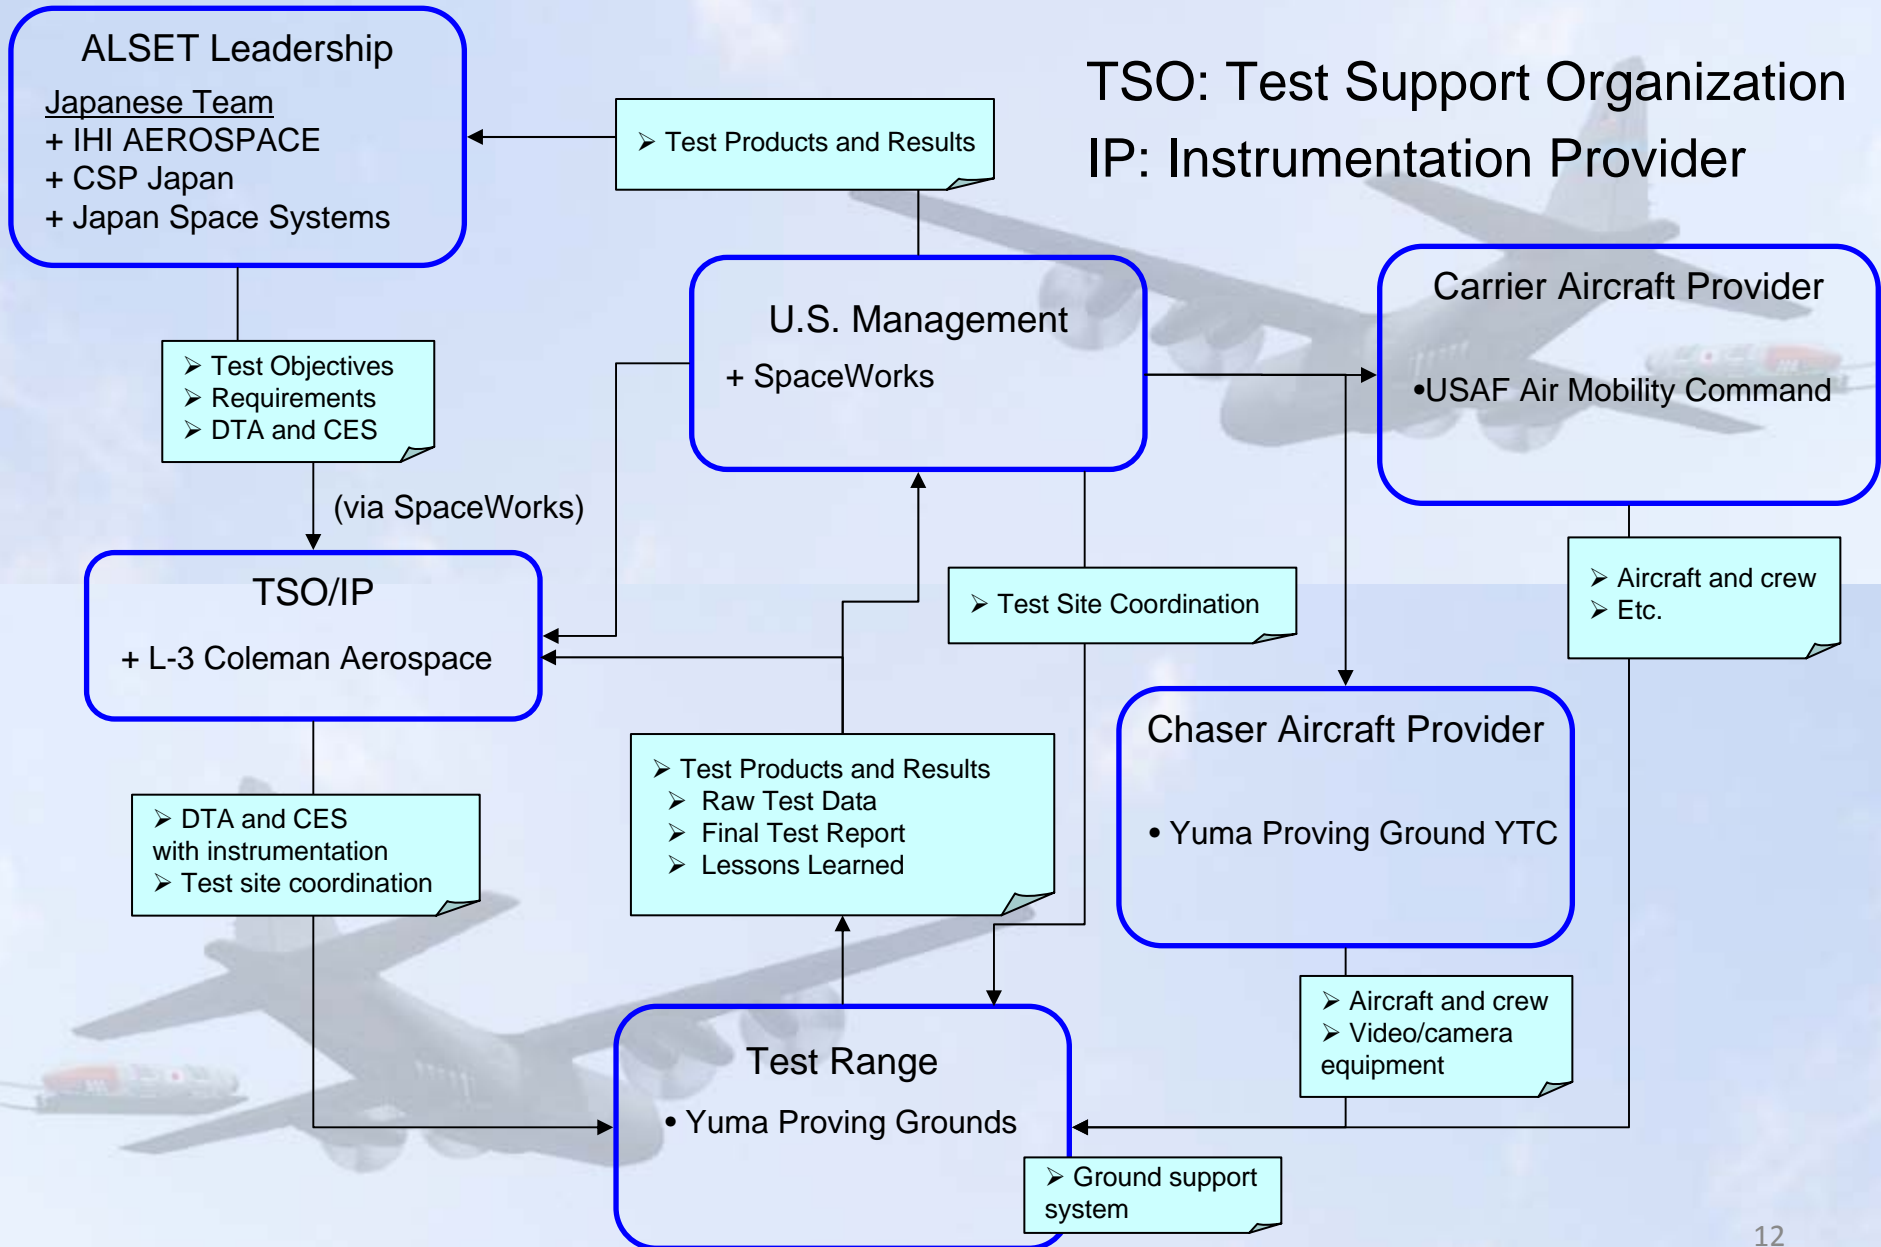 ALSET Leadership
Japanese Team
+ IHI AEROSPACE
+ CSP Japan
+ Japan Space Systems
➢ Test Products and Results
TSO: Test Support Organization
IP: Instrumentation Provider
U.S. Management
+ SpaceWorks
Carrier Aircraft Provider
•USAF Air Mobility Command
➢ Test Objectives
➢ Requirements
➢ DTA and CES
(via SpaceWorks)
TSO/IP
+ L-3 Coleman Aerospace
➢ Test Site Coordination
➢ Aircraft and crew
➢ Etc.
Chaser Aircraft Provider
• Yuma Proving Ground YTC
➢ Test Products and Results
➢ Raw Test Data
➢ Final Test Report
➢ Lessons Learned
➢ DTA and CES
with instrumentation
➢ Test site coordination
➢ Aircraft and crew
➢ Video/camera
equipment
Test Range
• Yuma Proving Grounds
➢ Ground support
system
12